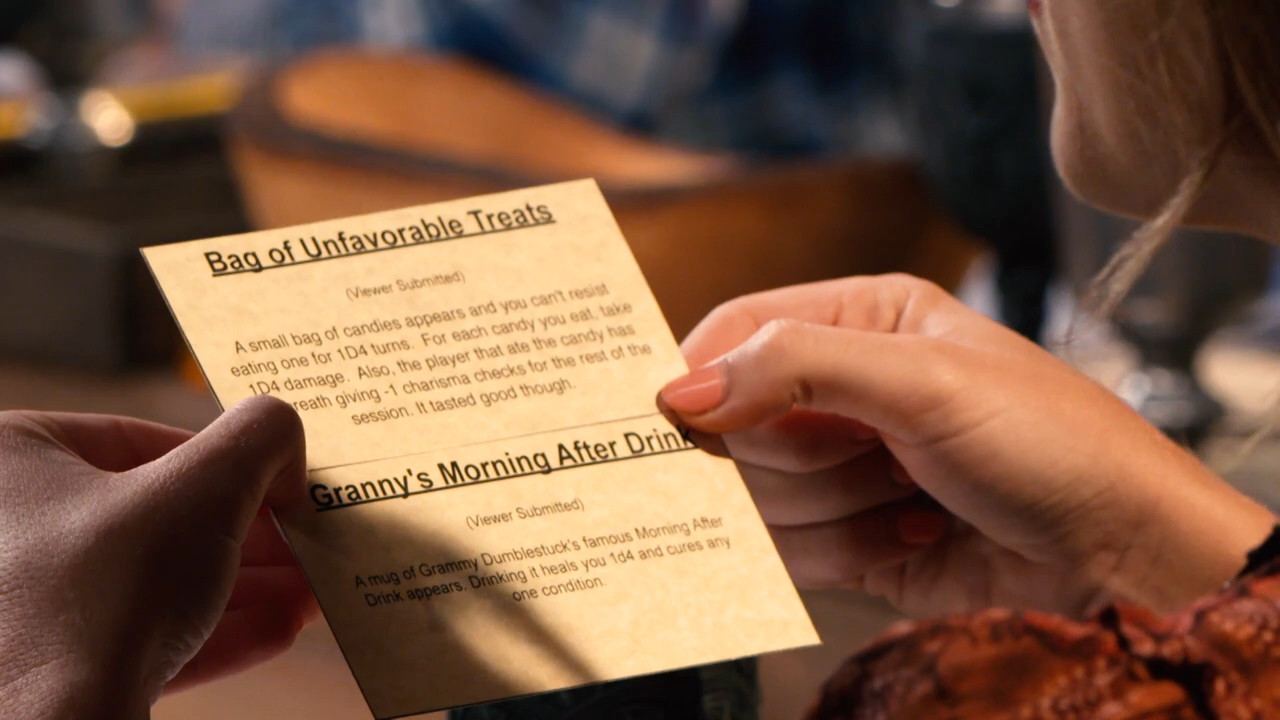 Bag of Unfavorable Treats
(Viewer Submitted)
A small bag of candies appears and you can't resist
eating one for 1D4 turns. For each candy you eat, take
1D4 damage. Also, the player that ate the candy has
giving -1 charisma checks for the rest of the
session. It tasted good though.
Granny's Morning After Drink
(Viewer Submitted)
A mug of Grammy Dumblestuck's famous Morning After
Drink appears. Drinking it heals you 1d4 and cures any
one condition.